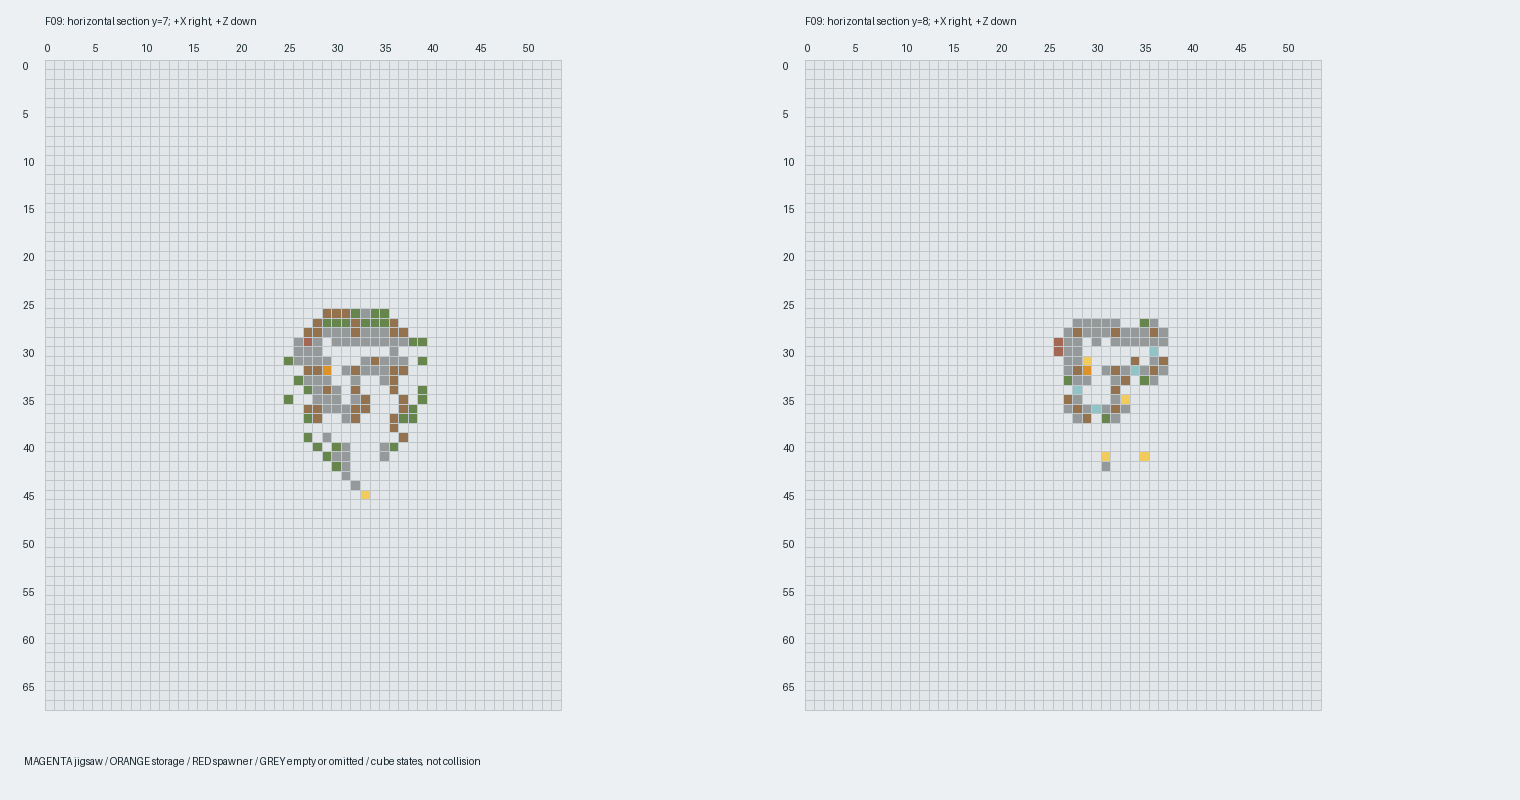 F09: horizontal section y=7; +X right, +Z down
F09: horizontal section y=8; +X right, +Z down
0 5 10 15 20 25 30 35 40 45 50
0 5 10 15 20 25 30 35 40 45 50
0 0
5 5
10 10
15 15
20 20
25 25
30 30
35 35
40 40
45 45
50 50
55 55
60 60
65 65
MAGENTA jigsaw / ORANGE storage / RED spawner / GREY empty or omitted / cube states, not collision